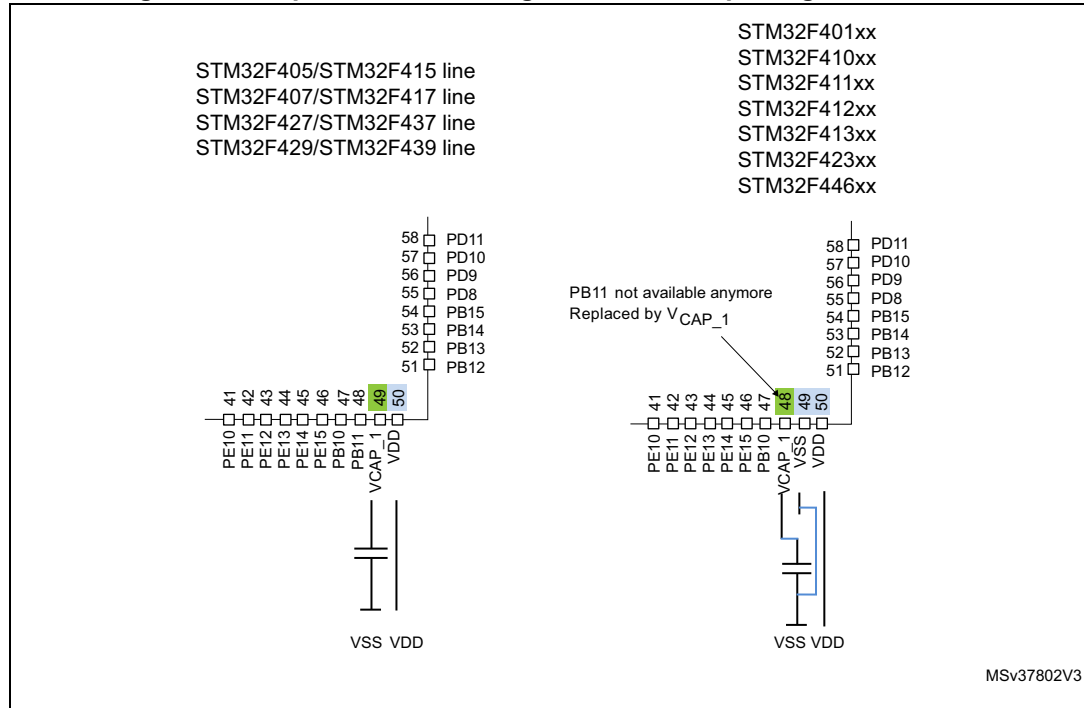 STM32F405/STM32F415 line
STM32F407/STM32F417 line
STM32F427/STM32F437 line
STM32F429/STM32F439 line
58 PD11
57 PD10
56 PD9
55 PD8
54 PB15
53 PB14
52 PB13
51 PB12
41 42 43 44 45 46 47 48 49 50
PE10 PE11 PE12 PE13 PE14 PE15 PB10 PB11 VCAP_1 VDD
VSS VDD
STM32F401xx
STM32F410xx
STM32F411xx
STM32F412xx
STM32F413xx
STM32F423xx
STM32F446xx
PB11 not available anymore
Replaced by VCAP_1
58 PD11
57 PD10
56 PD9
55 PD8
54 PB15
53 PB14
52 PB13
51 PB12
41 42 43 44 45 46 47 48 49 50
PE10 PE11 PE12 PE13 PE14 PE15 PB10 VCAP_1 VSS VDD
VSS VDD
MSv37802V3